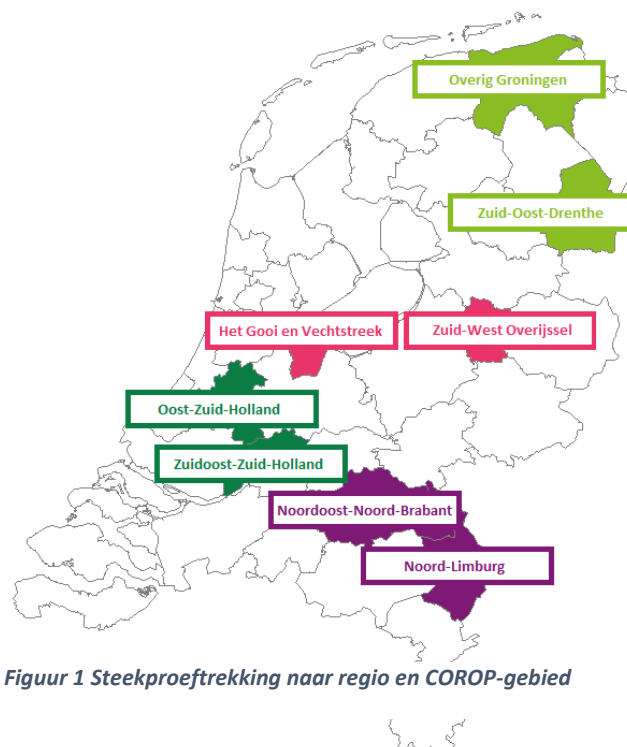 Overig Groningen
Zuid-Oost-Drenthe
Het Gooi en Vechtstreek
Zuid-West Overijssel
Oost-Zuid-Holland
Zuidoost-Zuid-Holland
Noordoost-Noord-Brabant
Noord-Limburg
Figuur 1 Steekproeftrekking naar regio en COROP-gebied